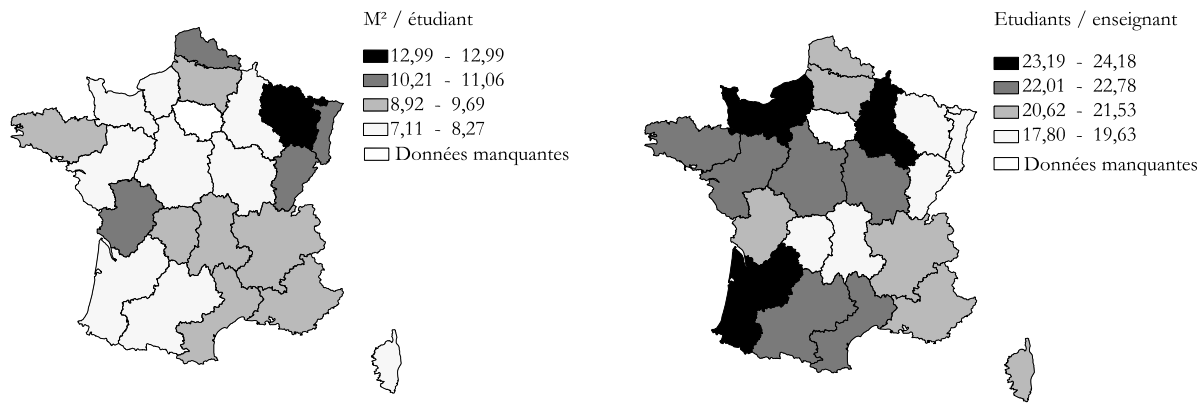 M² / étudiant
12,99 - 12,99
10,21 - 11,06
8,92 - 9,69
7,11 - 8,27
Données manquantes
Etudiants / enseignant
23,19 - 24,18
22,01 - 22,78
20,62 - 21,53
17,80 - 19,63
Données manquantes